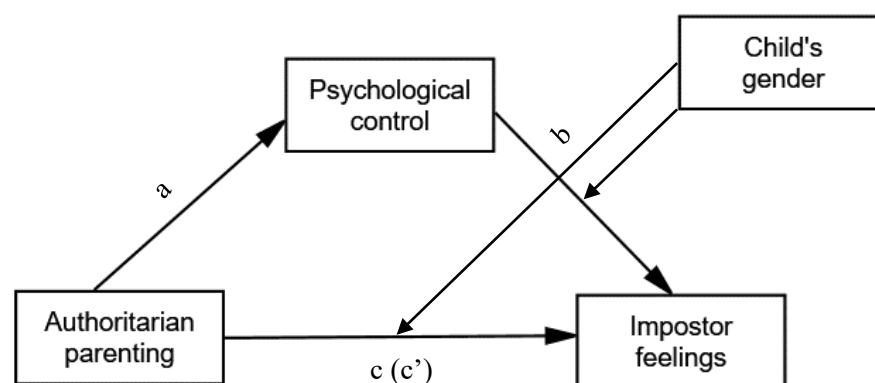 Child's
gender
Psychological
control
b
a
Authoritarian
parenting
Impostor
feelings
c (c’)